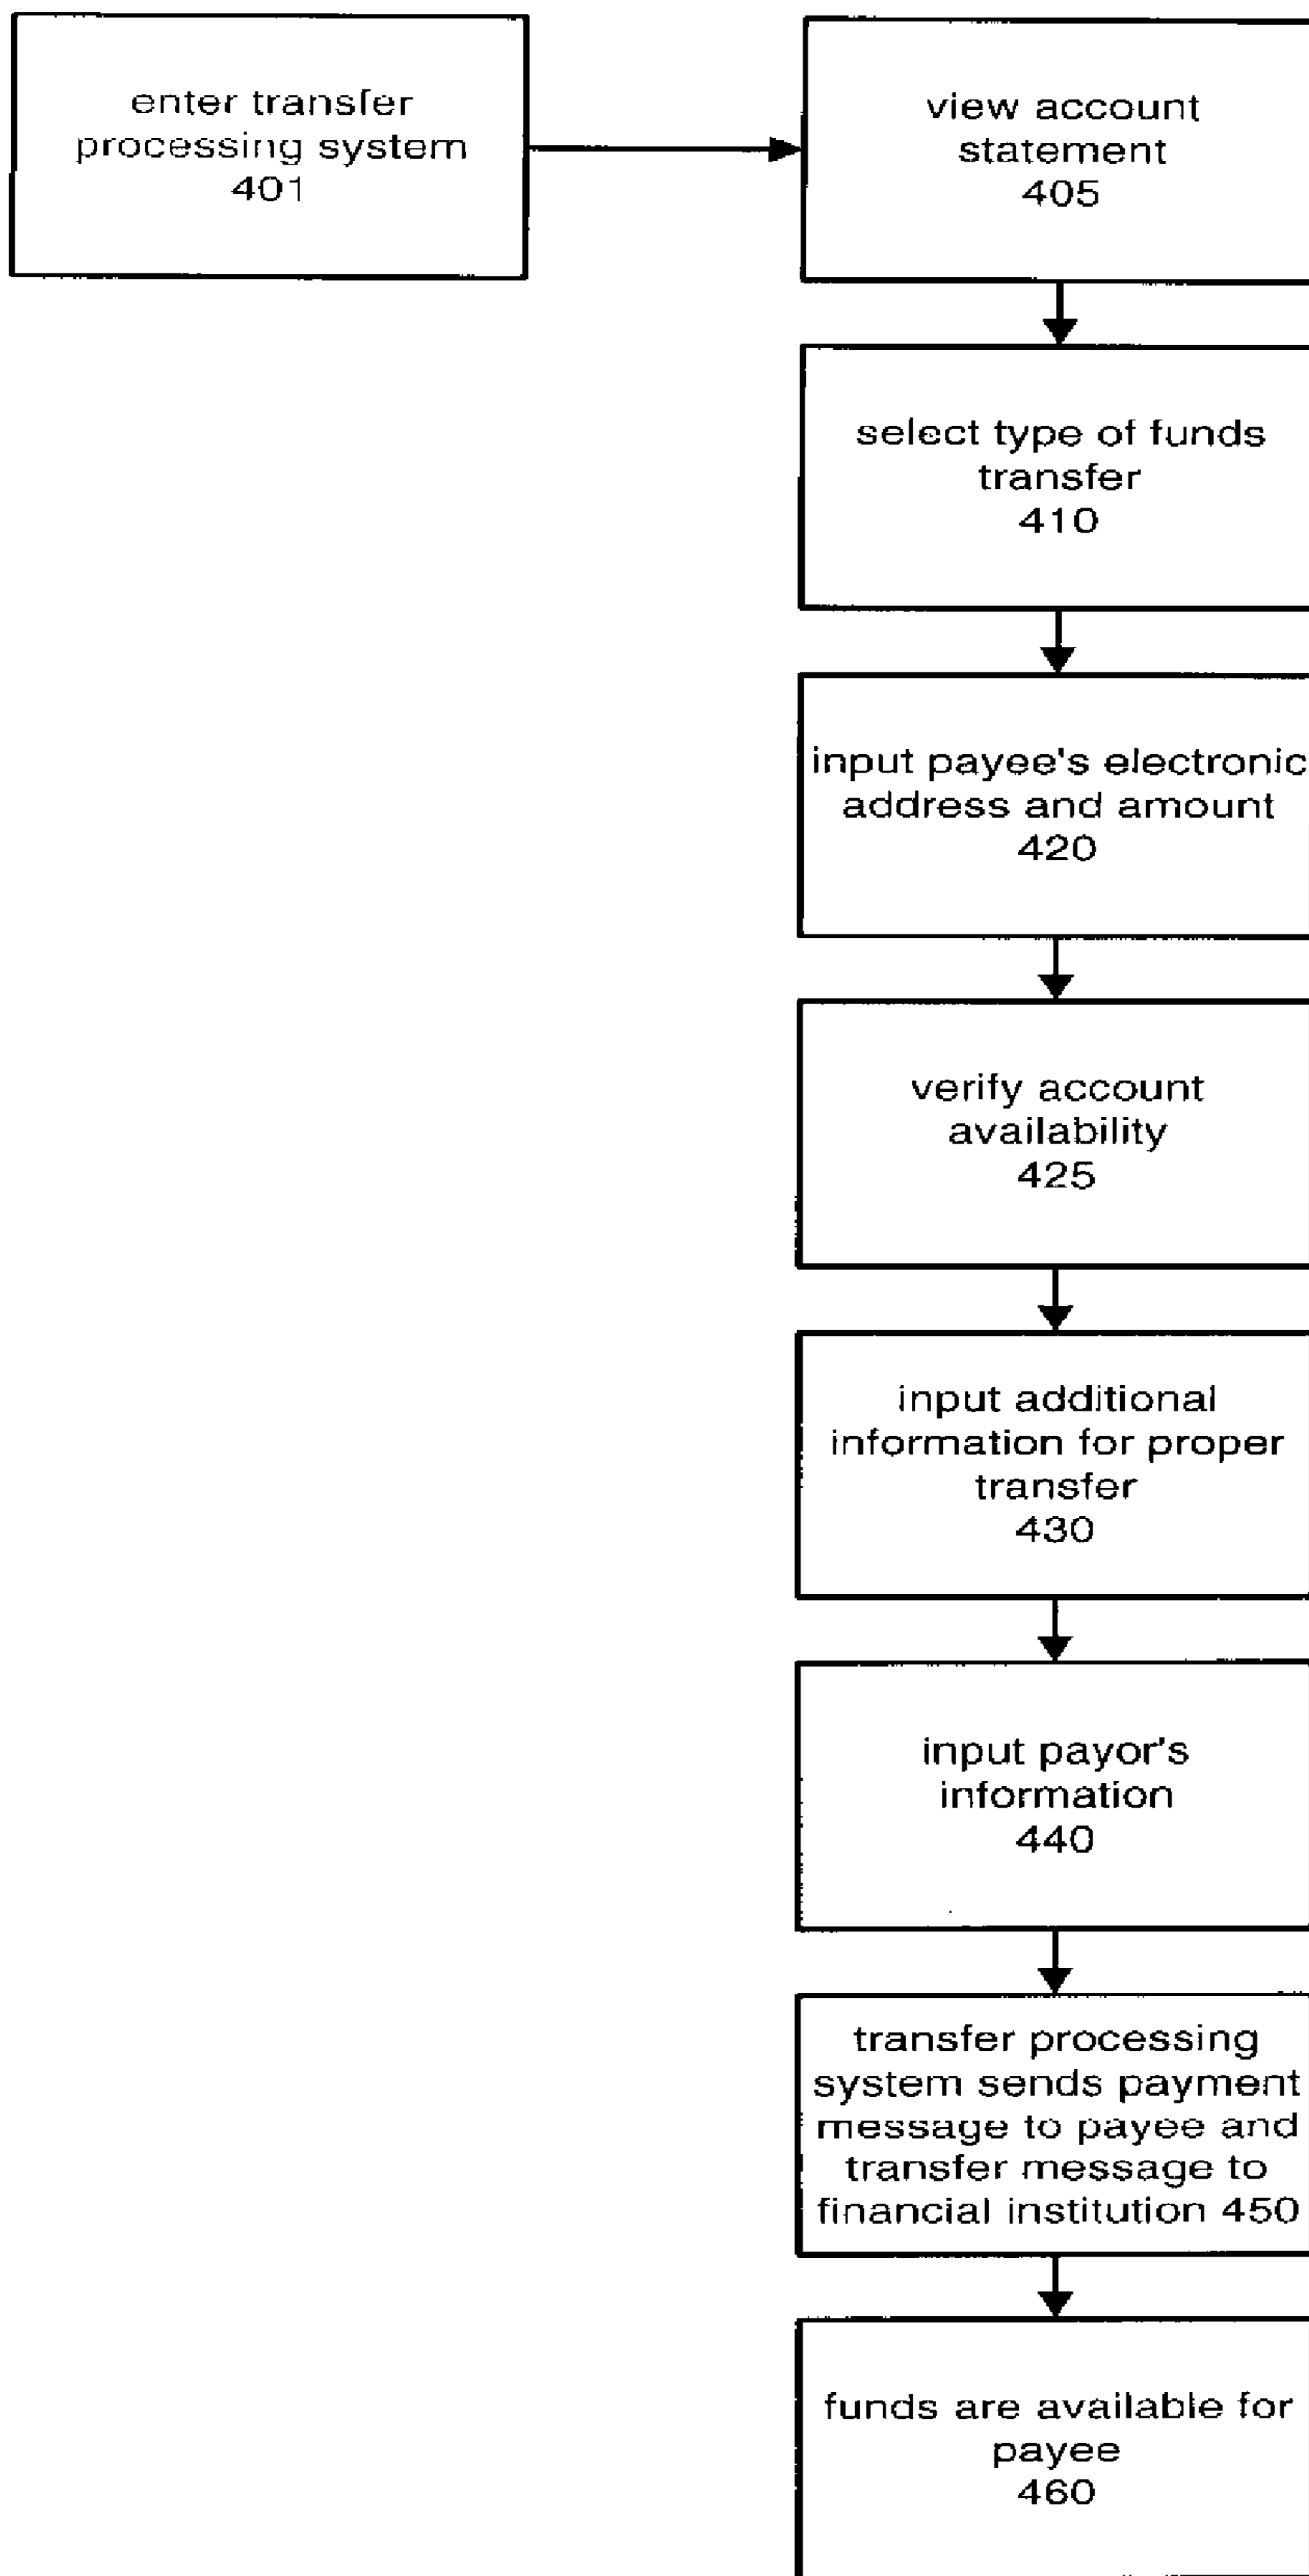 enter transfer
processing system
401
view account
statement
405
select type of funds
transfer
410
input payee's electronic
address and amount
420
verify account
availability
425
input additional
information for proper
transfer
430
input payor's
information
440
transfer processing
system sends payment
message to payee and
transfer message to
financial institution 450
funds are available for
payee
460